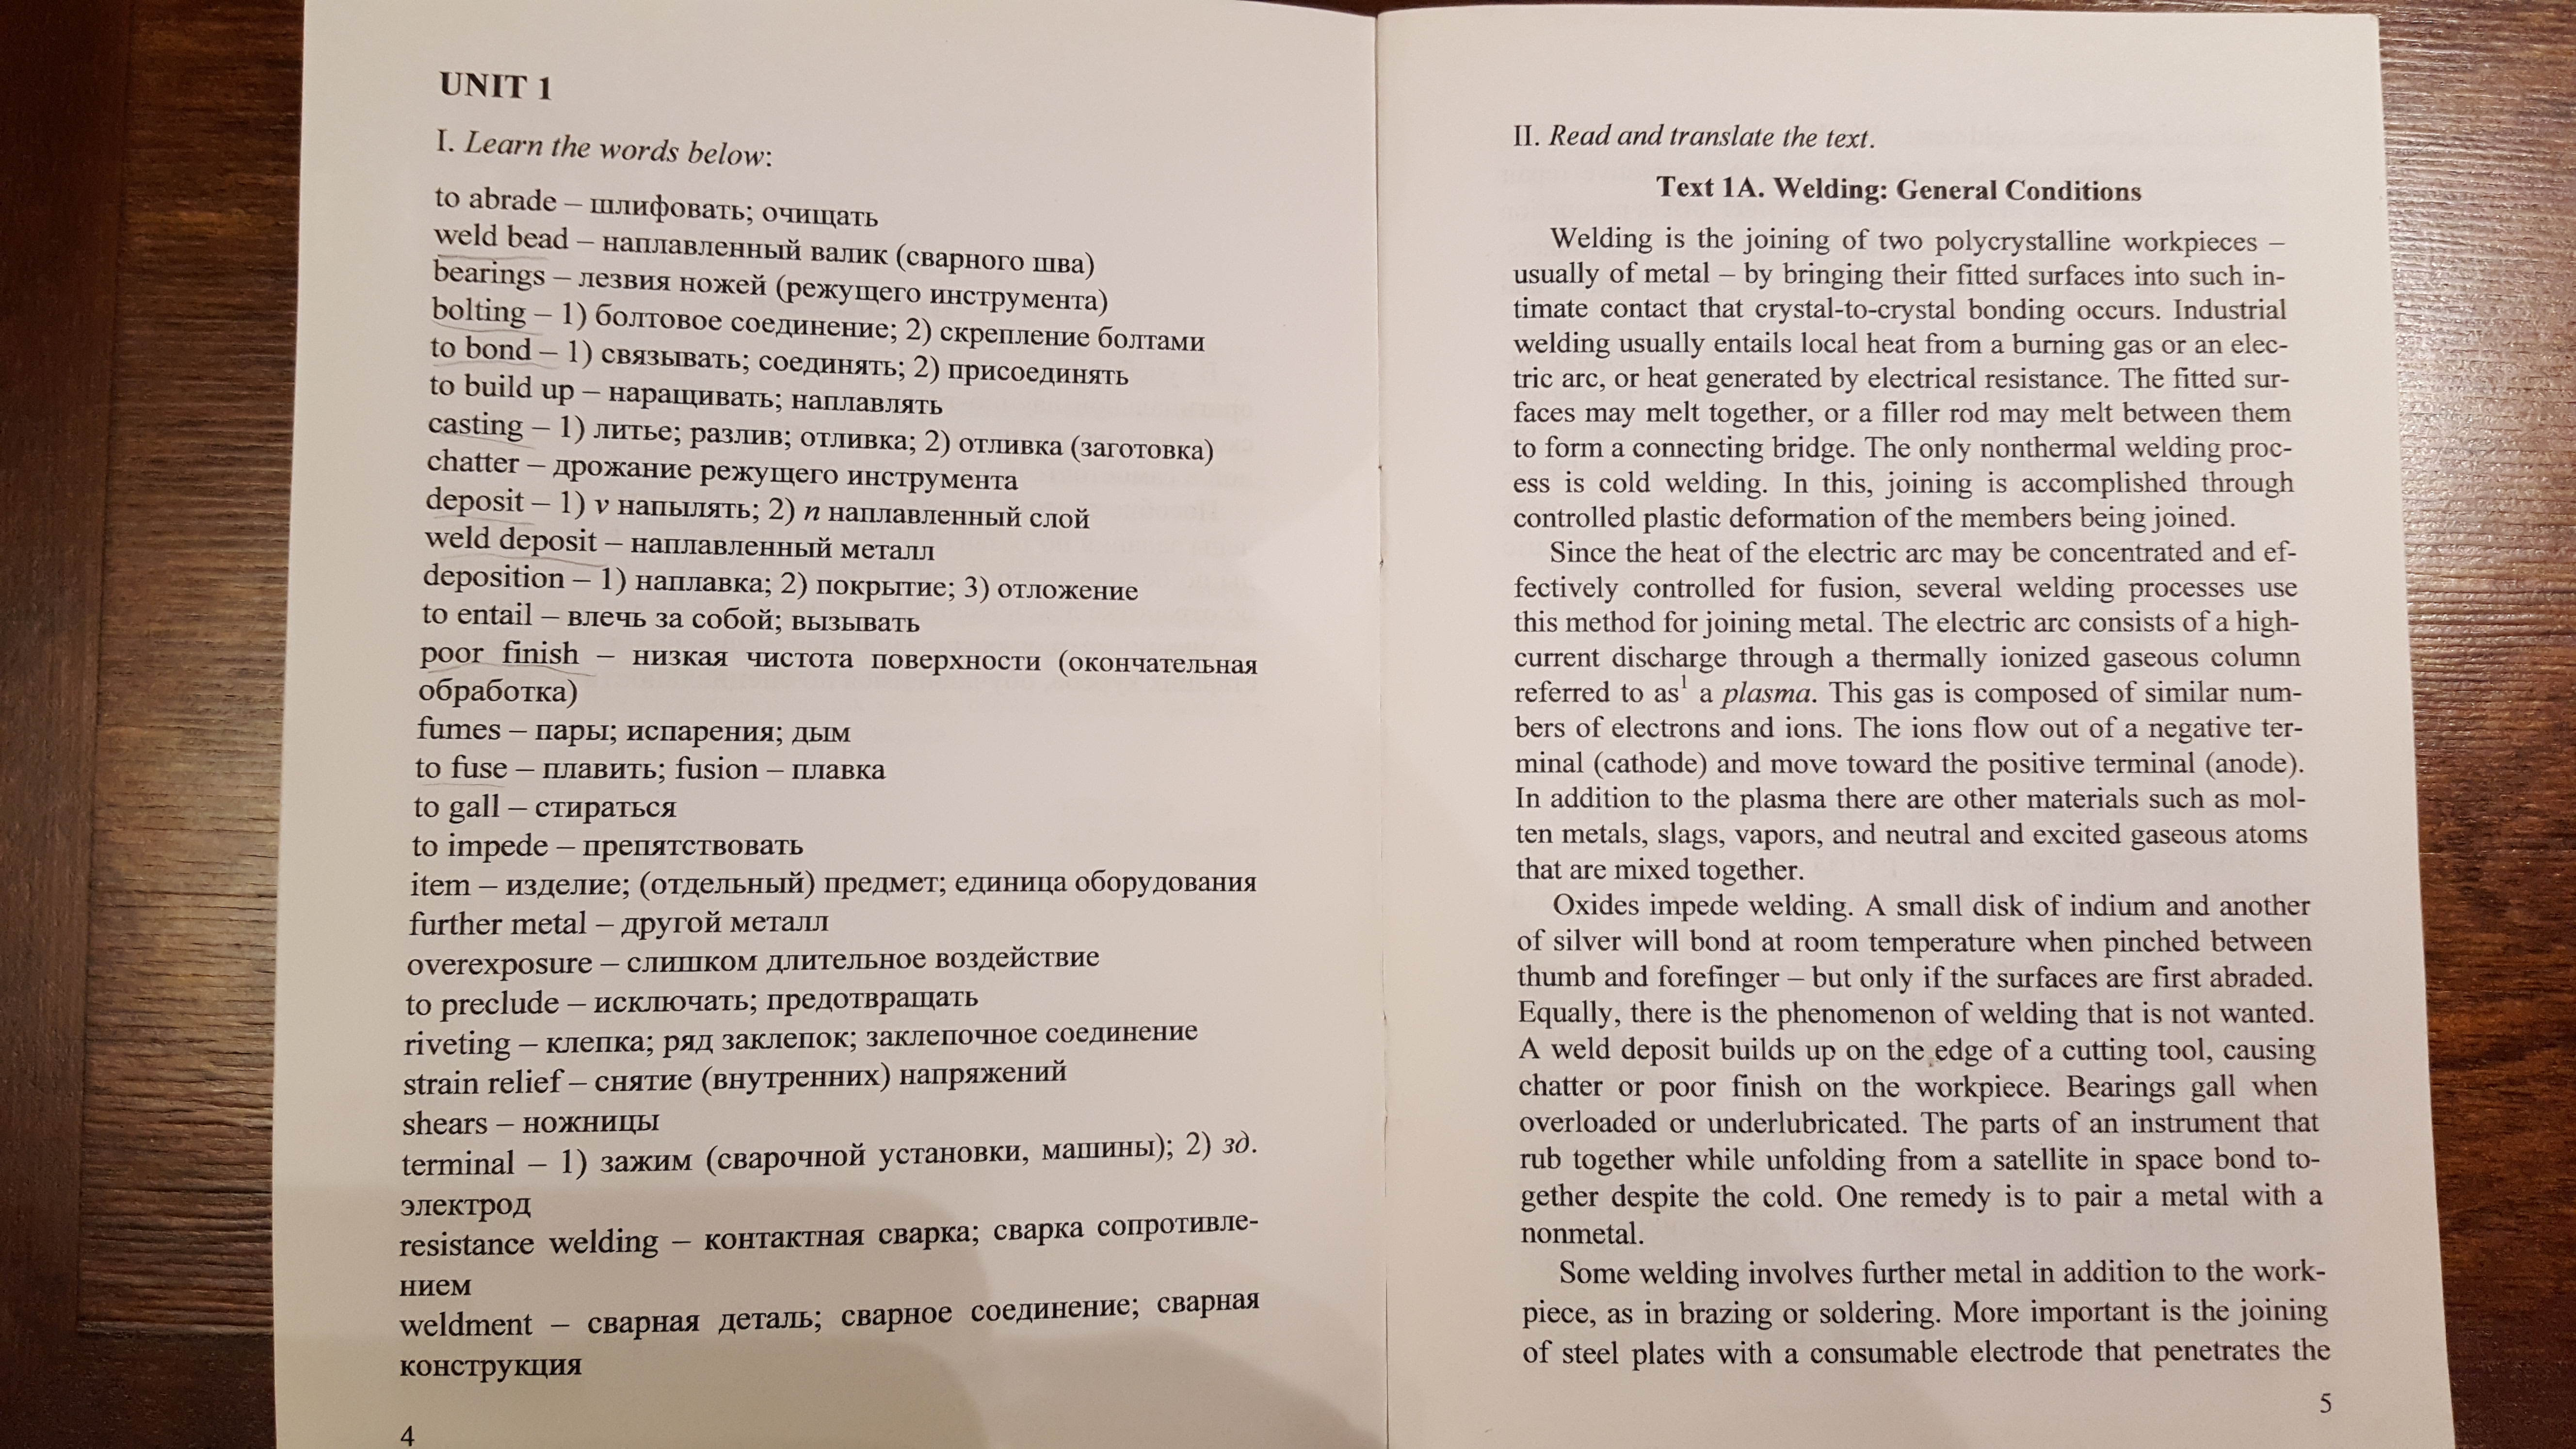 UNIT 1
I. Learn the words below:
to abrade – шлифовать; очищать
weld bead – наплавленный валик (сварного шва)
bearings – лезвия ножей (режущего инструмента)
bolting – 1) болтовое соединение; 2) скрепление болтами
to bond – 1) связывать; соединять; 2) присоединять
to build up – наращивать; наплавлять
casting – 1) литье; разлив; отливка; 2) отливка (заготовка)
chatter – дрожание режущего инструмента
deposit – 1) v напылять; 2) n наплавленный слой
weld deposit – наплавленный металл
deposition – 1) наплавка; 2) покрытие; 3) отложение
to entail – влечь за собой; вызывать
poor finish – низкая чистота поверхности (окончательная
обработка)
fumes – пары; испарения; дым
to fuse – плавить; fusion – плавка
to gall – стираться
to impede – препятствовать
item – изделие; (отдельный) предмет; единица оборудования
further metal – другой металл
overexposure – слишком длительное воздействие
to preclude – исключать; предотвращать
riveting – клепка; ряд заклепок; заклепочное соединение
strain relief – снятие (внутренних) напряжений
shears – ножницы
terminal – 1) зажим (сварочной установки, машины); 2) зд.
электрод
resistance welding – контактная сварка; сварка сопротивле-
нием
weldment – сварная деталь; сварное соединение; сварная
конструкция
4
II. Read and translate the text.
Text 1A. Welding: General Conditions
Welding is the joining of two polycrystalline workpieces –
usually of metal – by bringing their fitted surfaces into such in-
timate contact that crystal-to-crystal bonding occurs. Industrial
welding usually entails local heat from a burning gas or an elec-
tric arc, or heat generated by electrical resistance. The fitted sur-
faces may melt together, or a filler rod may melt between them
to form a connecting bridge. The only nonthermal welding proc-
ess is cold welding. In this, joining is accomplished through
controlled plastic deformation of the members being joined.
Since the heat of the electric arc may be concentrated and ef-
fectively controlled for fusion, several welding processes use
this method for joining metal. The electric arc consists of a high-
current discharge through a thermally ionized gaseous column
referred to as¹ a plasma. This gas is composed of similar num-
bers of electrons and ions. The ions flow out of a negative ter-
minal (cathode) and move toward the positive terminal (anode).
In addition to the plasma there are other materials such as mol-
ten metals, slags, vapors, and neutral and excited gaseous atoms
that are mixed together.
Oxides impede welding. A small disk of indium and another
of silver will bond at room temperature when pinched between
thumb and forefinger – but only if the surfaces are first abraded.
Equally, there is the phenomenon of welding that is not wanted.
A weld deposit builds up on the edge of a cutting tool, causing
chatter or poor finish on the workpiece. Bearings gall when
overloaded or underlubricated. The parts of an instrument that
rub together while unfolding from a satellite in space bond to-
gether despite the cold. One remedy is to pair a metal with a
nonmetal.
Some welding involves further metal in addition to the work-
piece, as in brazing or soldering. More important is the joining
of steel plates with a consumable electrode that penetrates the
5